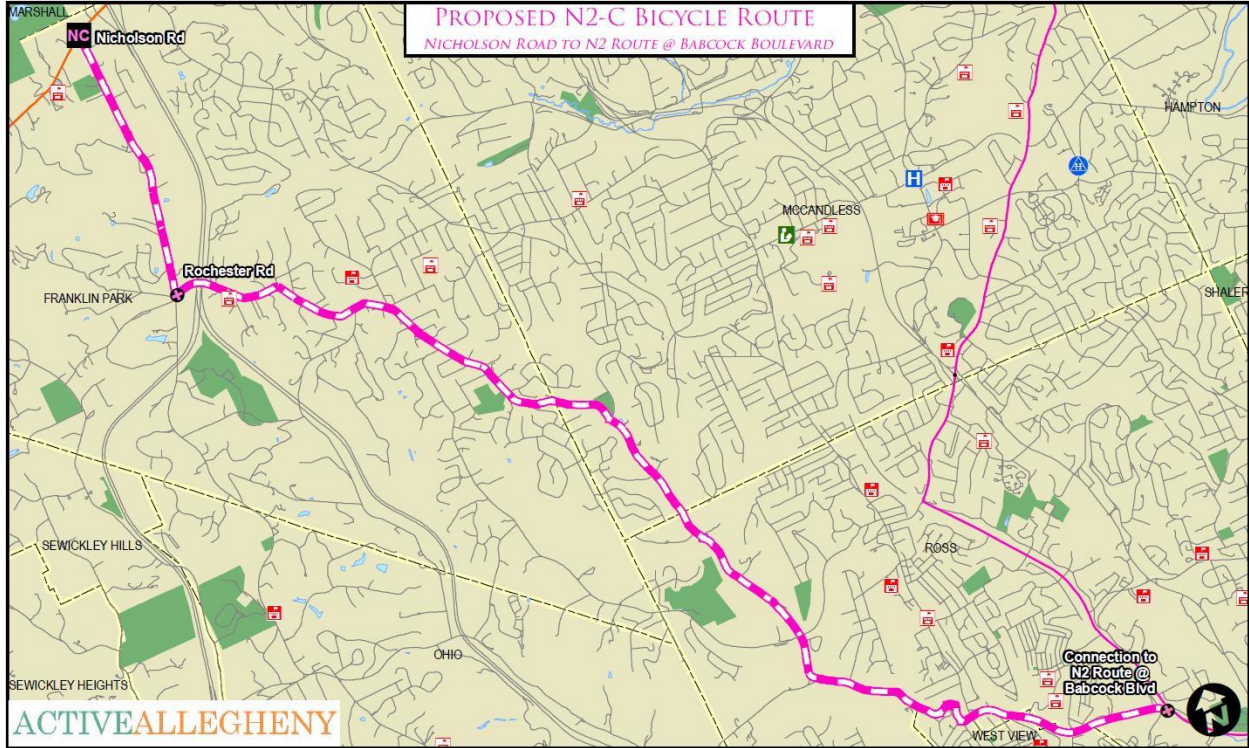 PROPOSED N2-C BICYCLE ROUTE
NICHOLSON ROAD TO N2 ROUTE @ BABCOCK BOULEVARD
MARSHALL
NC Nicholson Rd
HAMPTON
H
MCCANDLESS
Rochester Rd
FRANKLIN PARK
SHALER
SEWICKLEY HILLS
ROSS
OHIO
SEWICKLEY HEIGHTS
Connection to
N2 Route @
Babcock Blvd
N
WEST VIEW
ACTIVEALLEGHENY